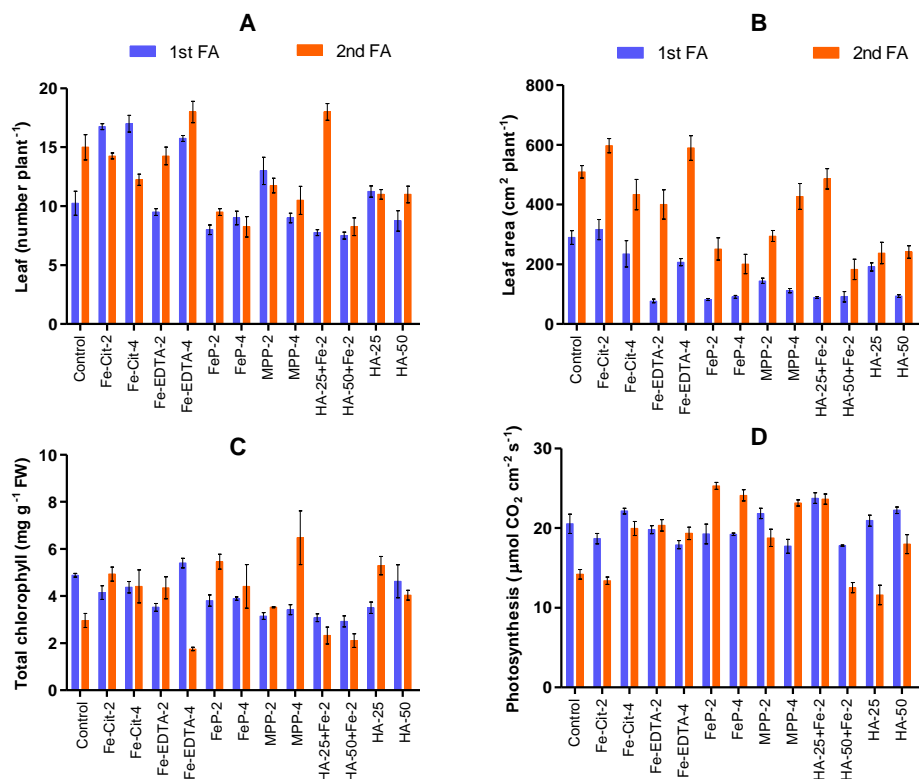 A
1st FA
2nd FA
Leaf (number plant⁻¹)
20
15
10
5
0
Control
Fe-Cit-2
Fe-Cit-4
Fe-EDTA-2
Fe-EDTA-4
FeP-2
FeP-4
MPP-2
MPP-4
HA-25+Fe-2
HA-50+Fe-2
HA-25
HA-50
B
1st FA
2nd FA
Leaf area (cm² plant⁻¹)
800
600
400
200
0
Control
Fe-Cit-2
Fe-Cit-4
Fe-EDTA-2
Fe-EDTA-4
FeP-2
FeP-4
MPP-2
MPP-4
HA-25+Fe-2
HA-50+Fe-2
HA-25
HA-50
C
Total chlorophyll (mg g⁻¹ FW)
10
8
6
4
2
0
Control
Fe-Cit-2
Fe-Cit-4
Fe-EDTA-2
Fe-EDTA-4
FeP-2
FeP-4
MPP-2
MPP-4
HA-25+Fe-2
HA-50+Fe-2
HA-25
HA-50
D
Photosynthesis (μmol CO₂ cm⁻² s⁻¹)
30
20
10
0
Control
Fe-Cit-2
Fe-Cit-4
Fe-EDTA-2
Fe-EDTA-4
FeP-2
FeP-4
MPP-2
MPP-4
HA-25+Fe-2
HA-50+Fe-2
HA-25
HA-50